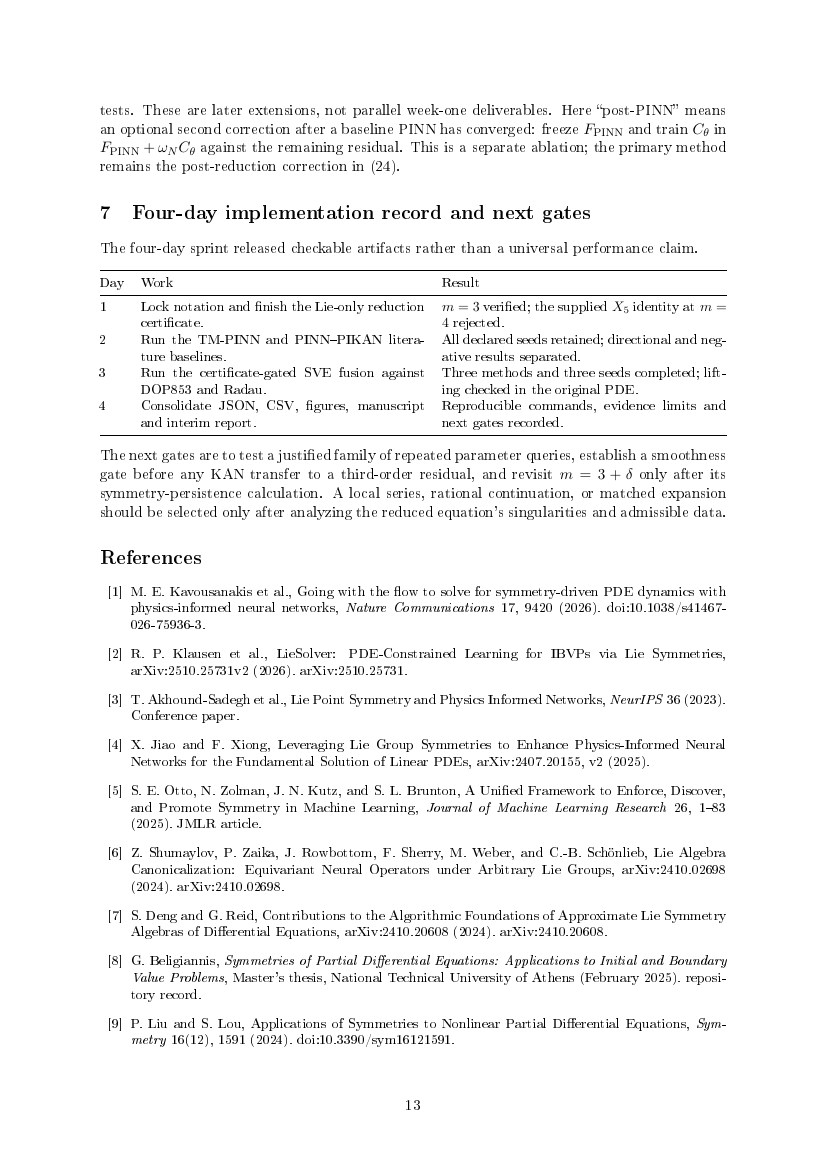 tests. These are later extensions, not parallel week-one deliverables. Here “post-PINN” means
an optional second correction after a baseline PINN has converged: freeze F_PINN and train C_θ in
F_PINN + ω_N C_θ against the remaining residual. This is a separate ablation; the primary method
remains the post-reduction correction in (24).
7 Four-day implementation record and next gates
The four-day sprint released checkable artifacts rather than a universal performance claim.
Day Work Result
1 Lock notation and finish the Lie-only reduction m = 3 verified; the supplied X₅ identity at m =
certificate. 4 rejected.
2 Run the TM-PINN and PINN–PIKAN litera- All declared seeds retained; directional and neg-
ture baselines. ative results separated.
3 Run the certificate-gated SVE fusion against Three methods and three seeds completed; lift-
DOP853 and Radau. ing checked in the original PDE.
4 Consolidate JSON, CSV, figures, manuscript Reproducible commands, evidence limits and
and interim report. next gates recorded.
The next gates are to test a justified family of repeated parameter queries, establish a smoothness
gate before any KAN transfer to a third-order residual, and revisit m = 3 + δ only after its
symmetry-persistence calculation. A local series, rational continuation, or matched expansion
should be selected only after analyzing the reduced equation’s singularities and admissible data.
References
[1] M. E. Kavousanakis et al., Going with the flow to solve for symmetry-driven PDE dynamics with
physics-informed neural networks, Nature Communications 17, 9420 (2026). doi:10.1038/s41467-
026-75936-3.
[2] R. P. Klausen et al., LieSolver: PDE-Constrained Learning for IBVPs via Lie Symmetries,
arXiv:2510.25731v2 (2026). arXiv:2510.25731.
[3] T. Akhound-Sadegh et al., Lie Point Symmetry and Physics Informed Networks, NeurIPS 36 (2023).
Conference paper.
[4] X. Jiao and F. Xiong, Leveraging Lie Group Symmetries to Enhance Physics-Informed Neural
Networks for the Fundamental Solution of Linear PDEs, arXiv:2407.20155, v2 (2025).
[5] S. E. Otto, N. Zolman, J. N. Kutz, and S. L. Brunton, A Unified Framework to Enforce, Discover,
and Promote Symmetry in Machine Learning, Journal of Machine Learning Research 26, 1–83
(2025). JMLR article.
[6] Z. Shumaylov, P. Zaika, J. Rowbottom, F. Sherry, M. Weber, and C.-B. Schönlieb, Lie Algebra
Canonicalization: Equivariant Neural Operators under Arbitrary Lie Groups, arXiv:2410.02698
(2024). arXiv:2410.02698.
[7] S. Deng and G. Reid, Contributions to the Algorithmic Foundations of Approximate Lie Symmetry
Algebras of Differential Equations, arXiv:2410.20608 (2024). arXiv:2410.20608.
[8] G. Beligiannis, Symmetries of Partial Differential Equations: Applications to Initial and Boundary
Value Problems, Master’s thesis, National Technical University of Athens (February 2025). reposi-
tory record.
[9] P. Liu and S. Lou, Applications of Symmetries to Nonlinear Partial Differential Equations, Sym-
metry 16(12), 1591 (2024). doi:10.3390/sym16121591.
13